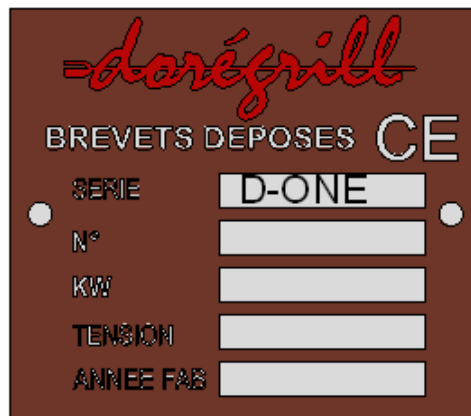 dorégrill
BREVETS DEPOSES CE
SERIE D-ONE
N°
KW
TENSION
ANNEE FAB